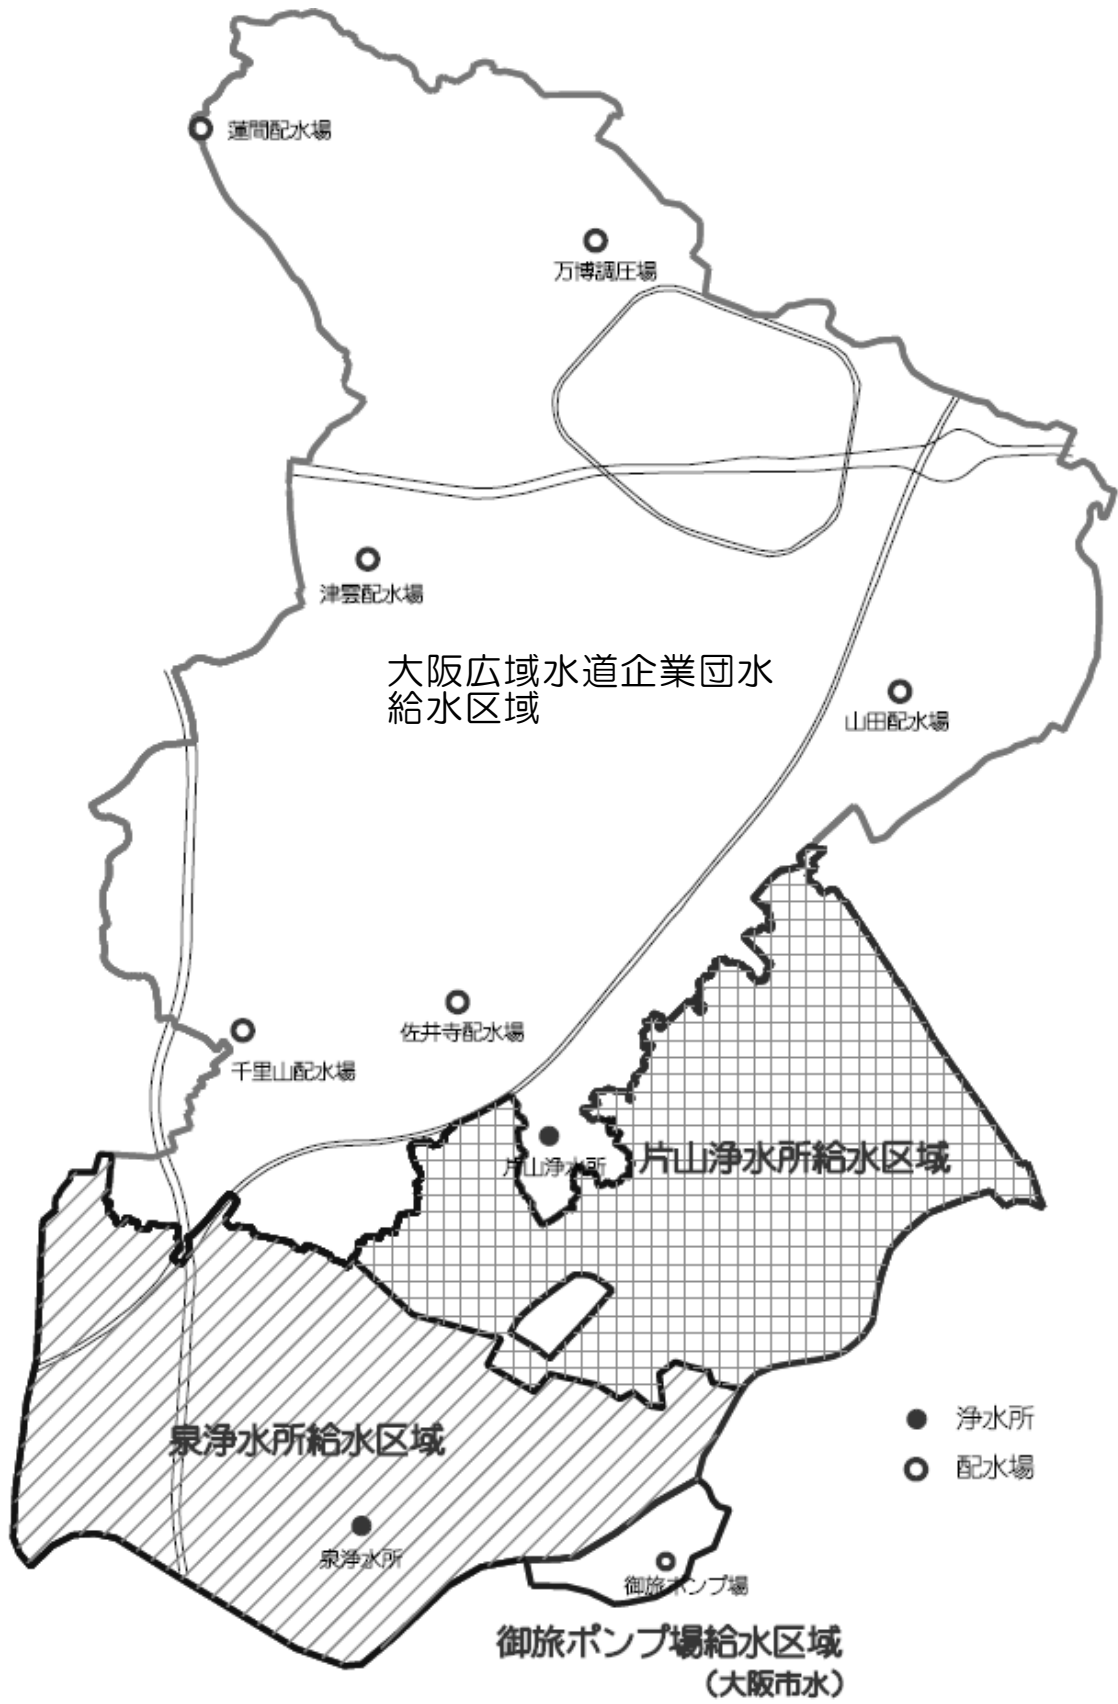 蓮間配水場
万博調圧場
津雲配水場
大阪広域水道企業団水
給水区域
山田配水場
佐井寺配水場
千里山配水場
片山浄水所
片山浄水所給水区域
浄水所
配水場
泉浄水所給水区域
泉浄水所
御旅ポンプ場
御旅ポンプ場給水区域
（大阪市水）